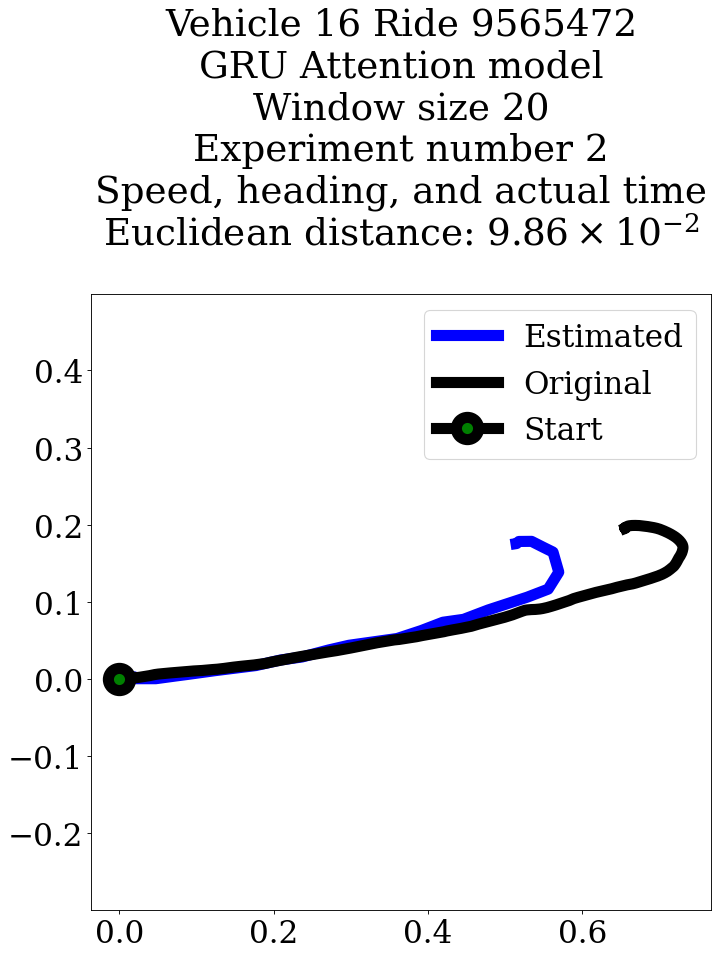 Vehicle 16 Ride 9565472
GRU Attention model
Window size 20
Experiment number 2
Speed, heading, and actual time
Euclidean distance: 9.86 × 10⁻²
Estimated
Original
Start
0.4
0.3
0.2
0.1
0.0
−0.1
−0.2
0.0 0.2 0.4 0.6